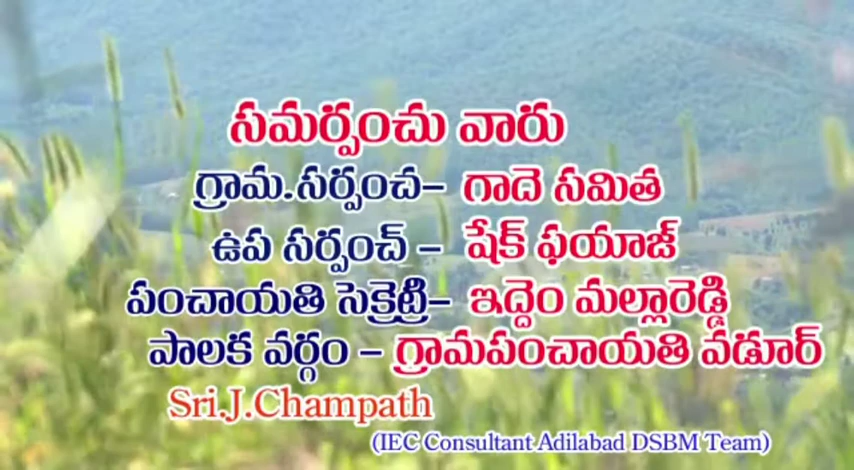 సమర్పించు వారు
గ్రామ.సర్పంచ– గాదె సమిత
ఉప సర్పంచ్ – షేక్ ఫయాజ్
పంచాయతి సెక్రెట్రి– ఇద్దెం మల్లారెడ్డి
పాలక వర్గం – గ్రామపంచాయతి వడూర్
Sri.J.Champath
(IEC Consultant Adilabad DSBM Team)